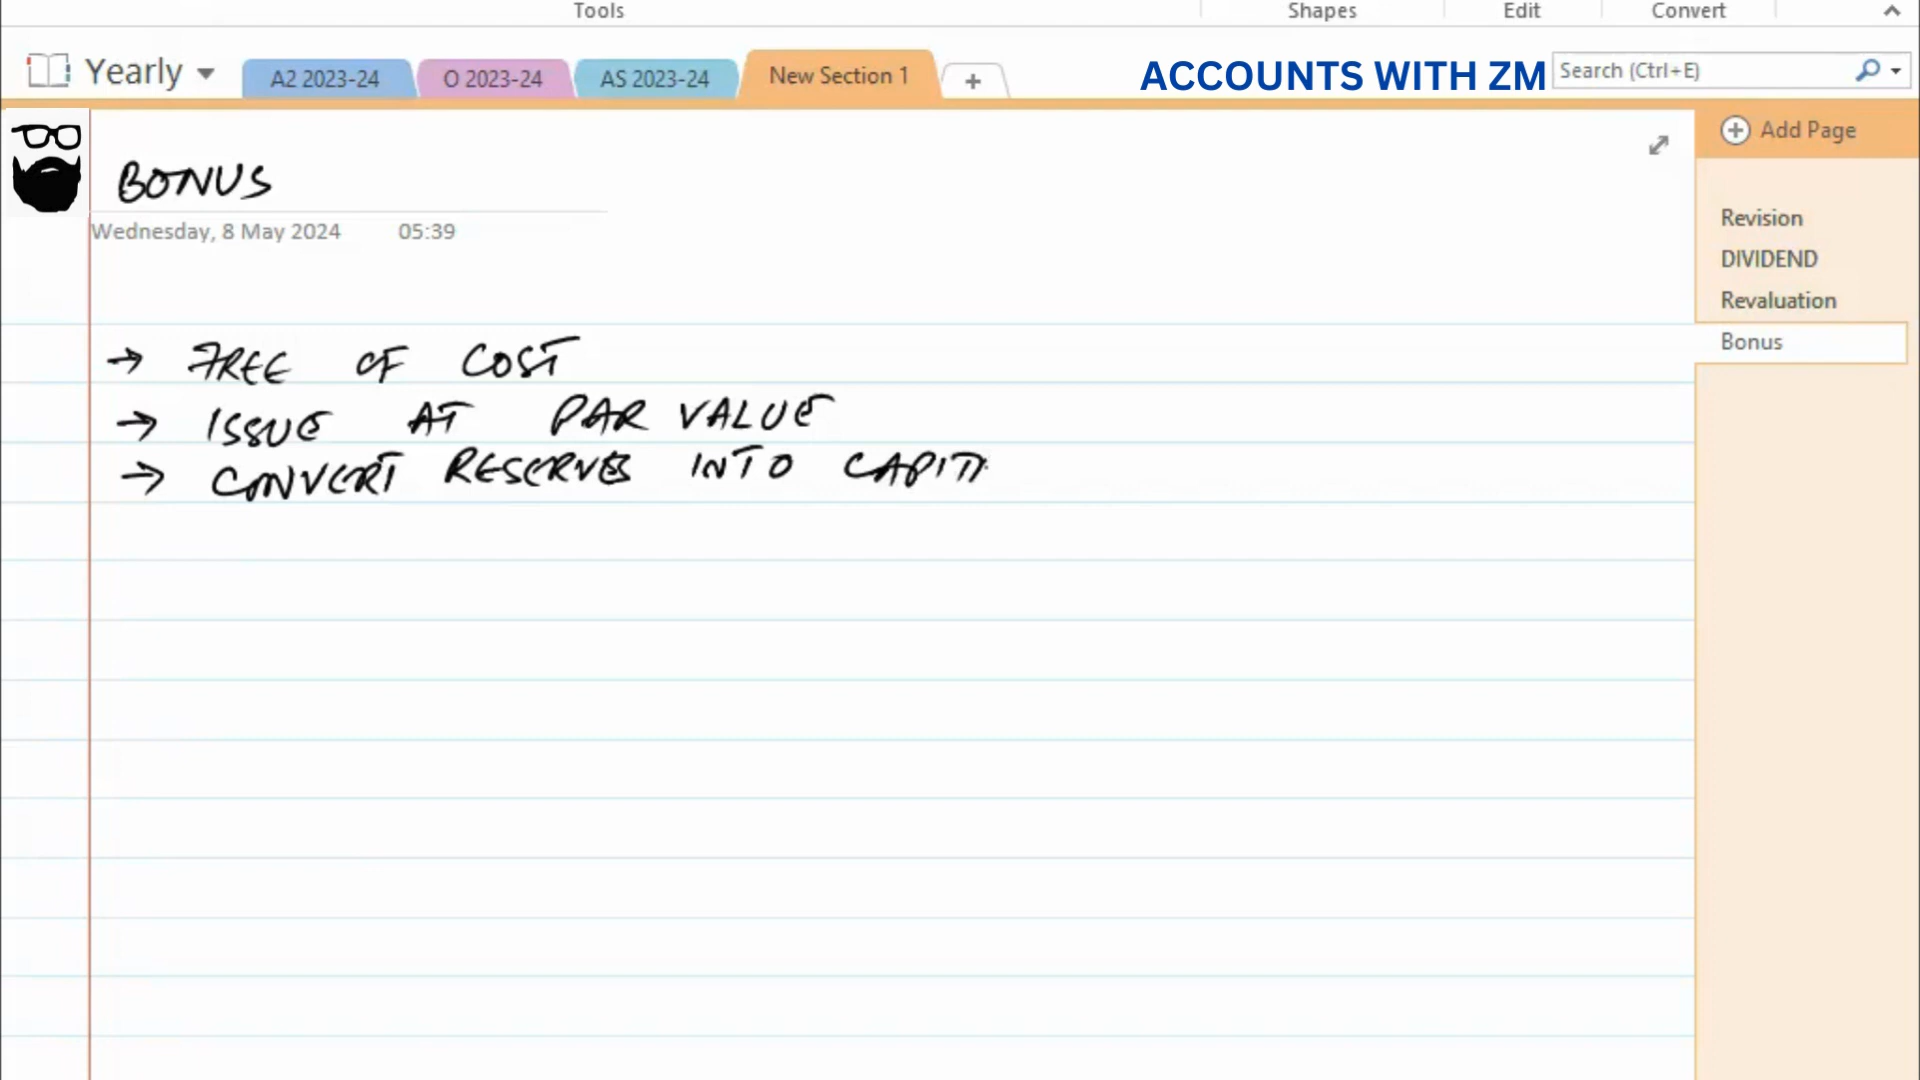 Tools Shapes Edit Convert
Yearly A2 2023-24 O 2023-24 AS 2023-24 New Section 1 + ACCOUNTS WITH ZM Search (Ctrl+E)
Add Page
BONUS
Wednesday, 8 May 2024 05:39
Revision
DIVIDEND
Revaluation
Bonus
→ FREE OF COST
→ ISSUE AT PAR VALUE
→ CONVERT RESERVES INTO CAPIT